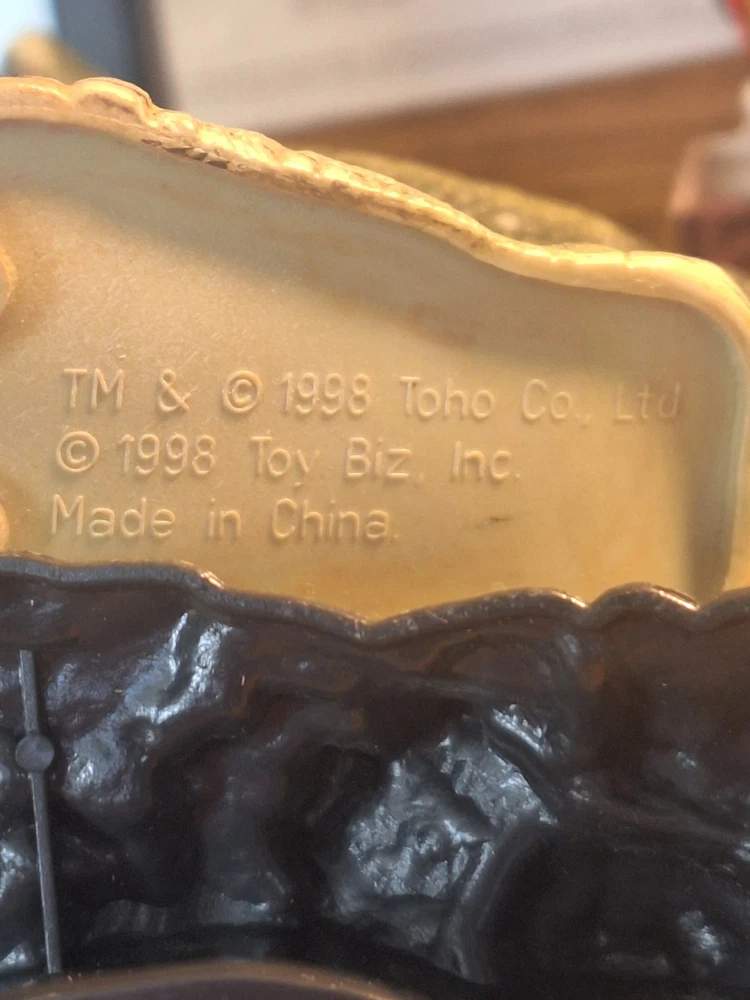 TM & © 1998 Toho Co., Ltd
© 1998 Toy Biz, Inc.
Made in China.